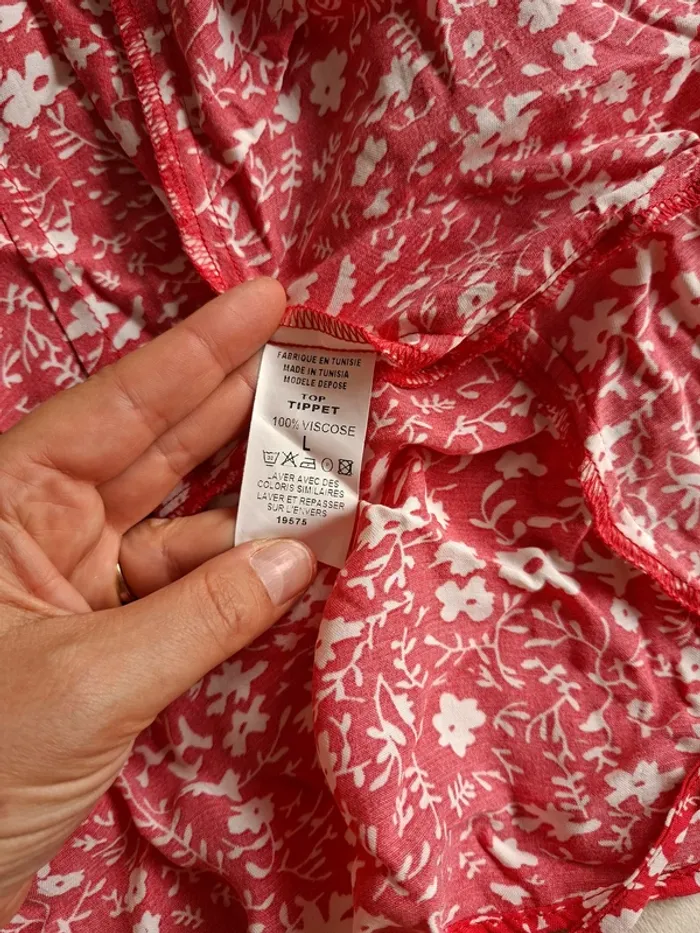 FABRIQUE EN TUNISIE
MADE IN TUNISIA
MODELE DEPOSE
TOP
TIPPET
100% VISCOSE
L
30
LAVER AVEC DES
COLORIS SIMILAIRES
LAVER ET REPASSER
SUR L'ENVERS
19575